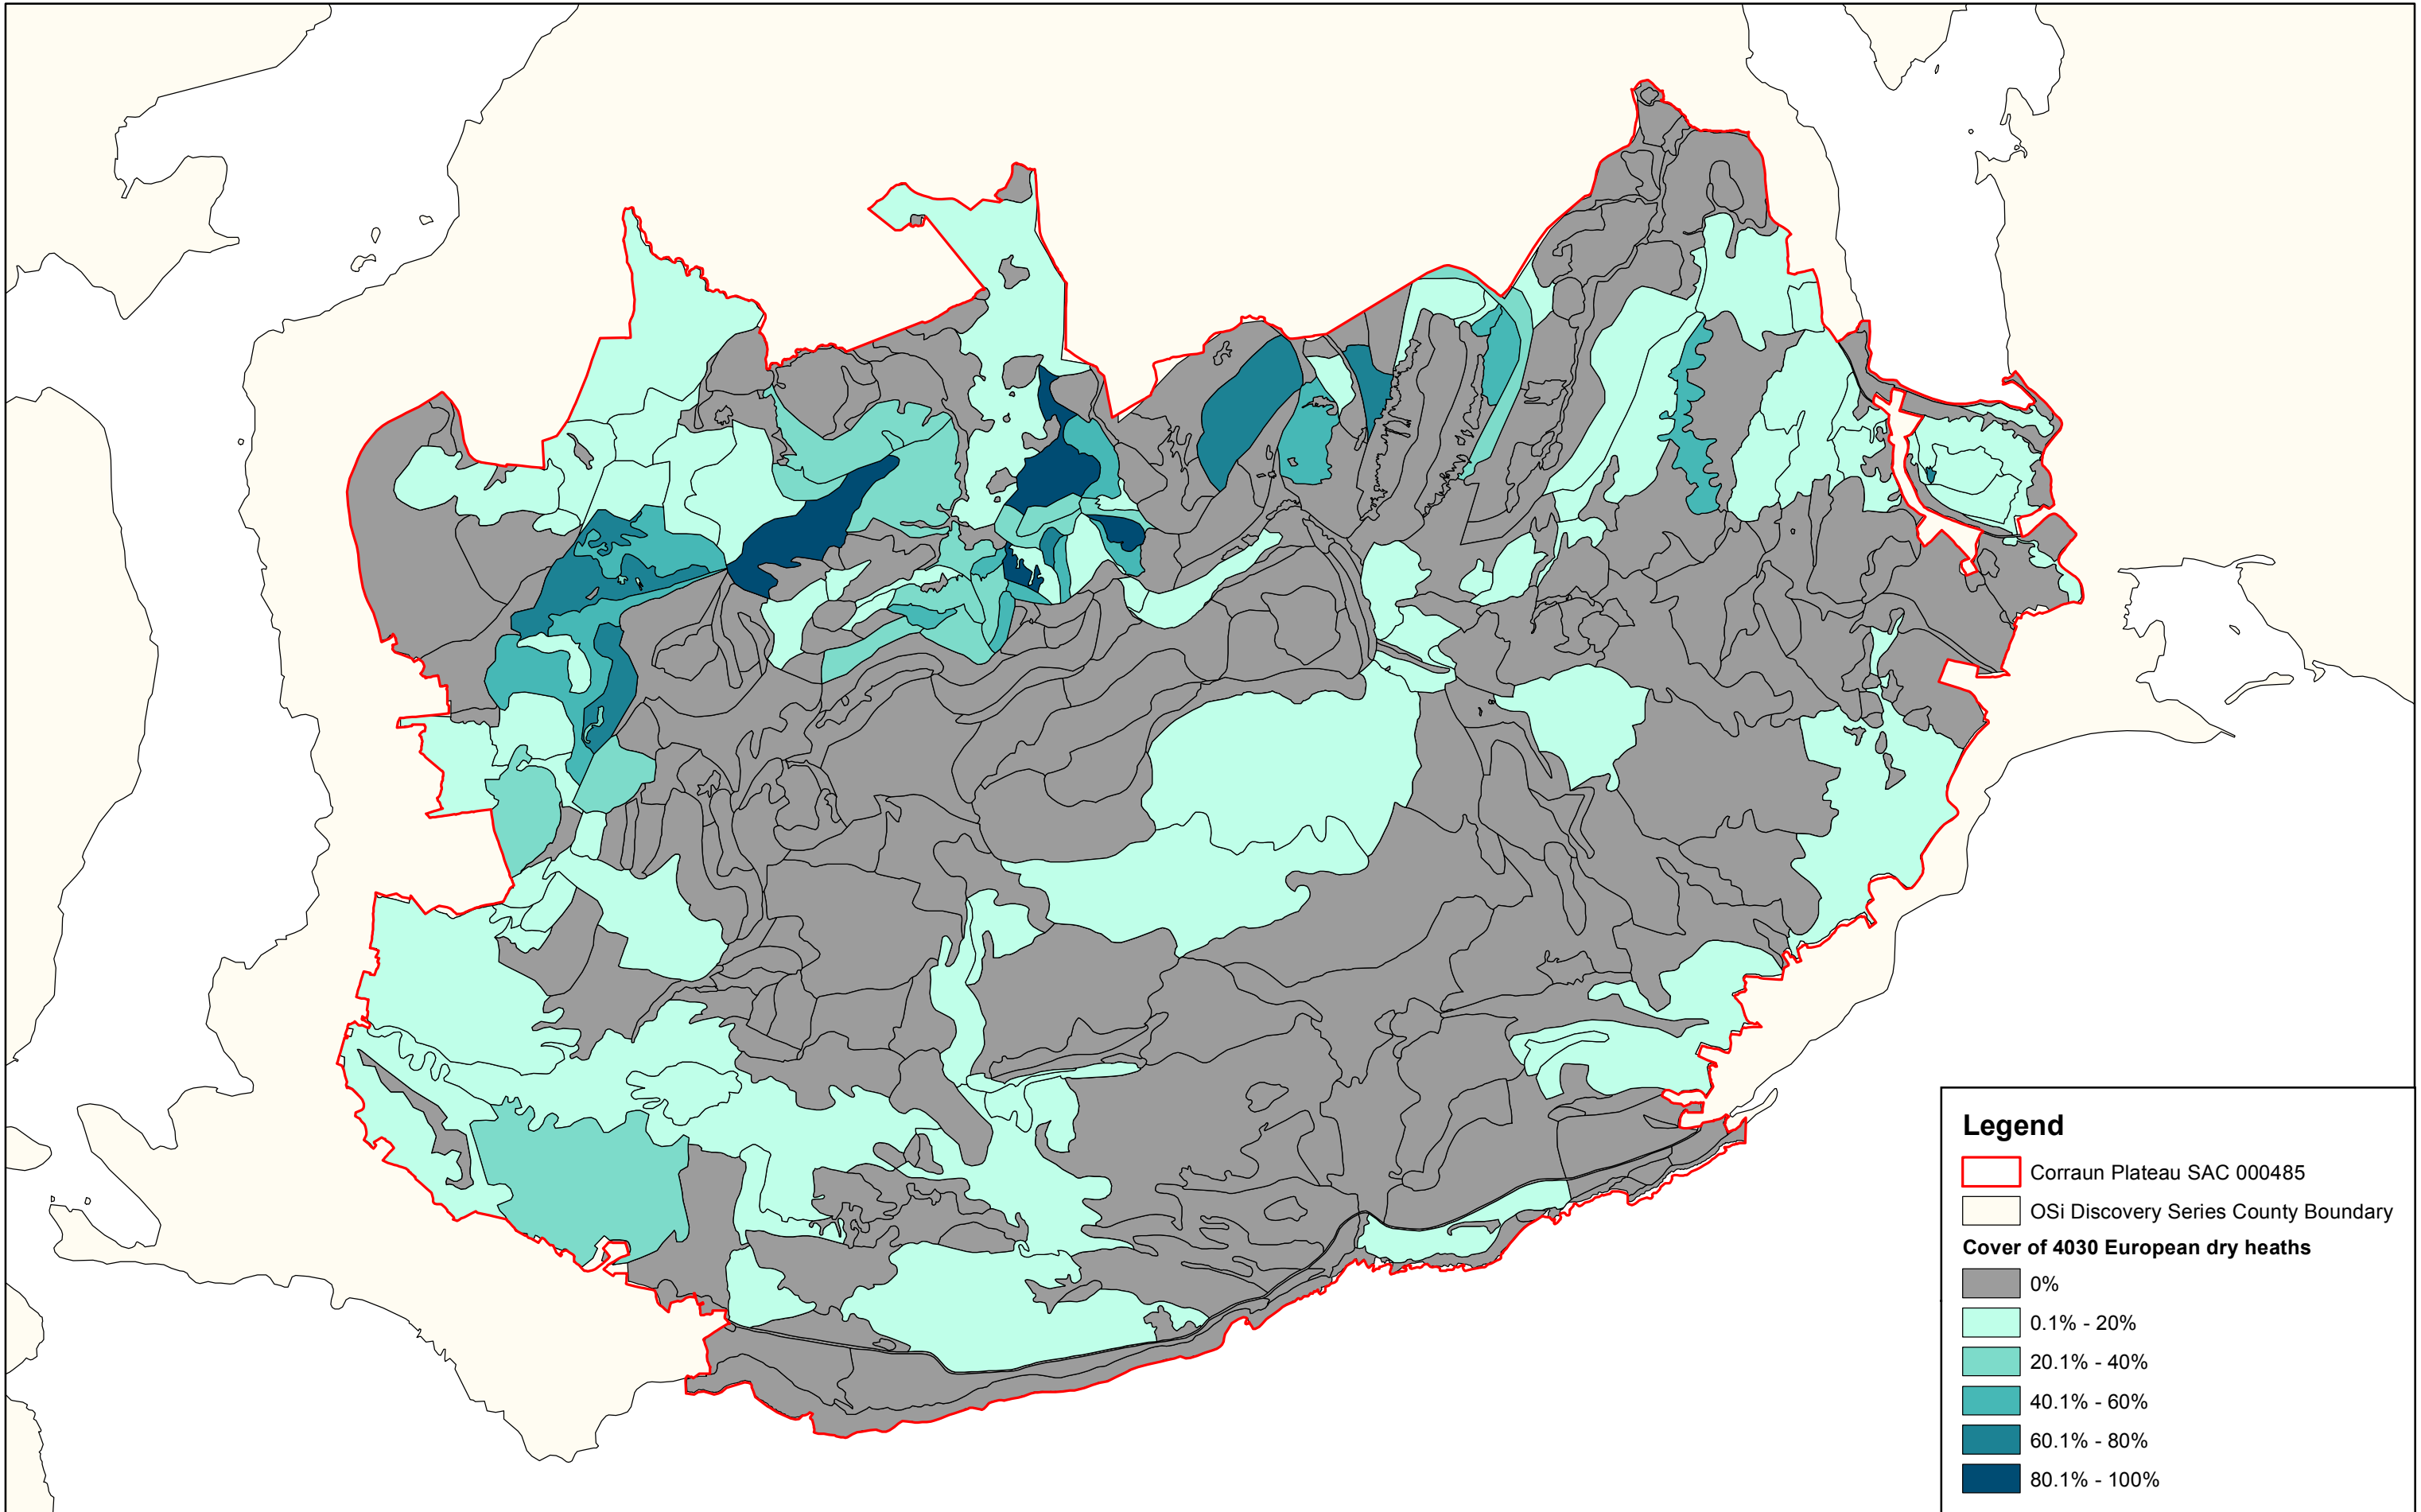 Legend
Corraun Plateau SAC 000485
OSi Discovery Series County Boundary
Cover of 4030 European dry heaths
0%
0.1% - 20%
20.1% - 40%
40.1% - 60%
60.1% - 80%
80.1% - 100%